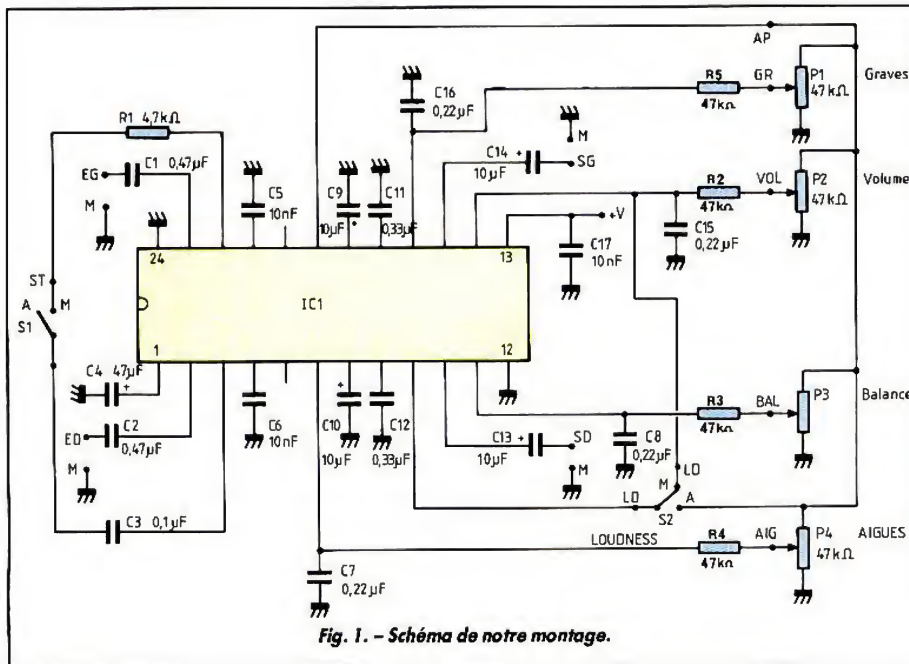 AP
R5
47kΩ
GR
P1
47kΩ
Graves
C16
0,22µF
R1 4,7kΩ
C14
+
10µF
M
SG
R2
47kΩ
VOL
P2
47kΩ
Volume
EG
C1 0,47µF
M
C5
10nF
C9
10µF
+
C11
0,33µF
+V
C17
10nF
C15
0,22µF
24
13
IC1
1
12
ST
A
M
S1
C4 47µF
+
ED
C2
0,47µF
M
C3 0,1µF
C6
10nF
C10
+
10µF
C12
0,33µF
C13
+
10µF
SD
M
C8
0,22µF
R3
47kΩ
BAL
P3
Balance
LD
M
LD
A
S2
LOUDNESS
R4
47kΩ
AIG
P4
47kΩ
AIGUES
C7
0,22µF
Fig. 1. – Schéma de notre montage.